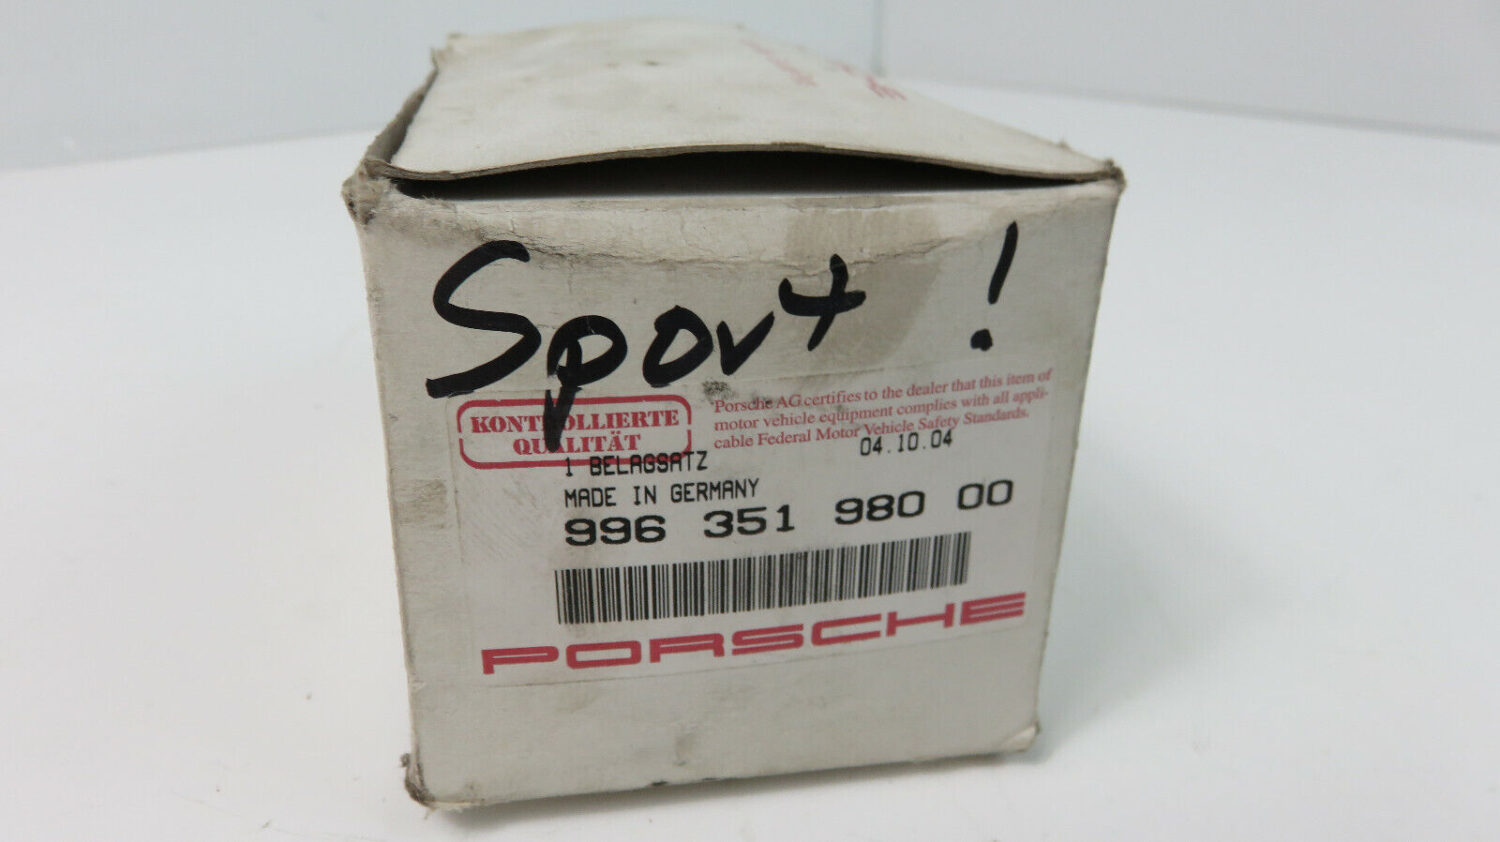 Sport !
KONTROLLIERTE
QUALITÄT
Porsche AG certifies to the dealer that this item of
motor vehicle equipment complies with all appli-
cable Federal Motor Vehicle Safety Standards.
04.10.04
1 BELAGSATZ
MADE IN GERMANY
996 351 980 00
PORSCHE